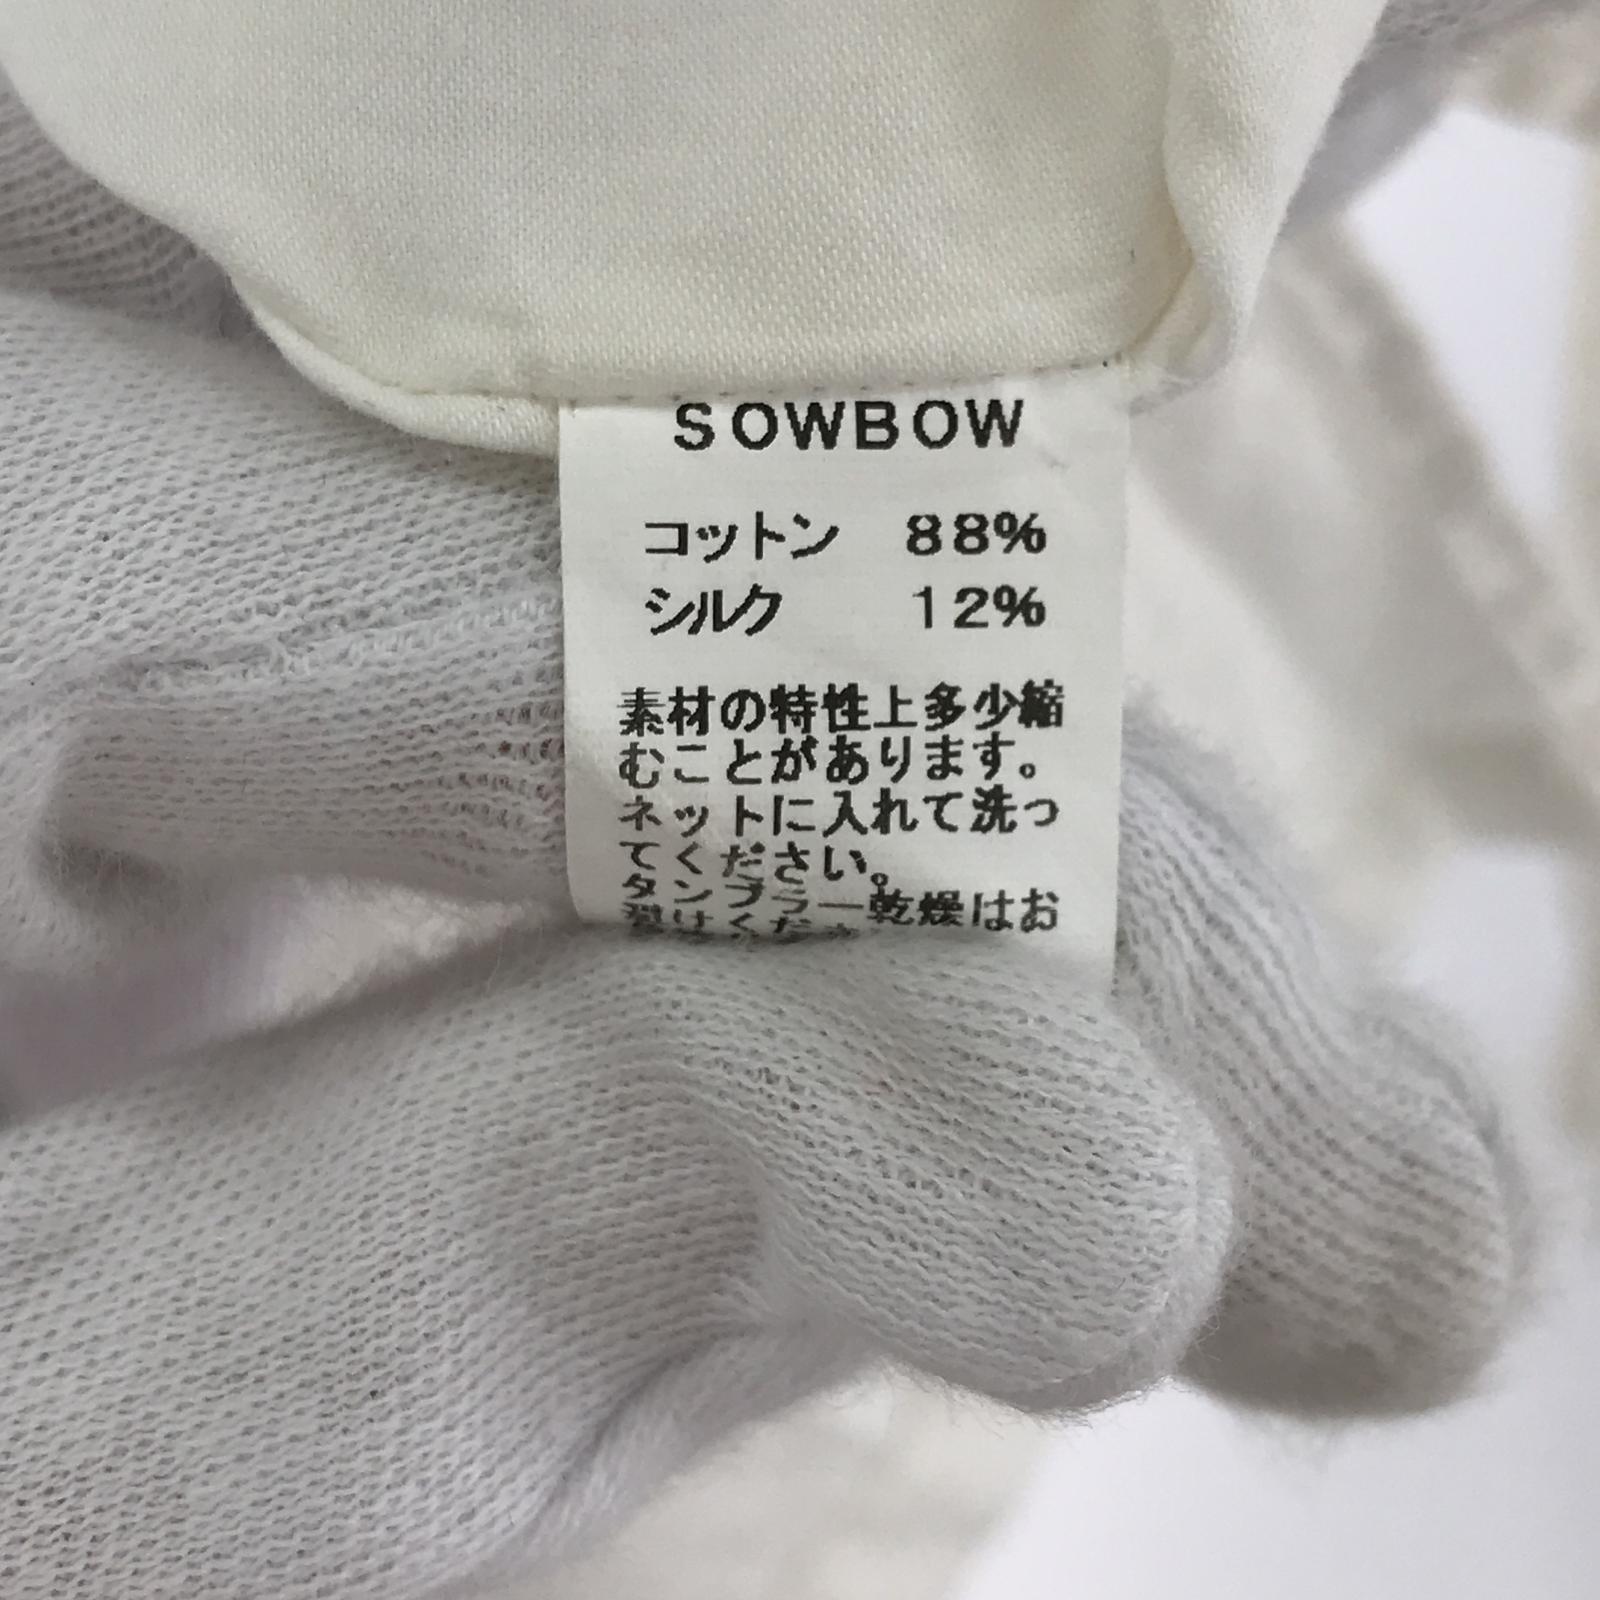 SOWBOW
コットン 88%
シルク 12%
素材の特性上多少縮
むことがあります。
ネットに入れて洗っ
てください。
タンブラー乾燥はお